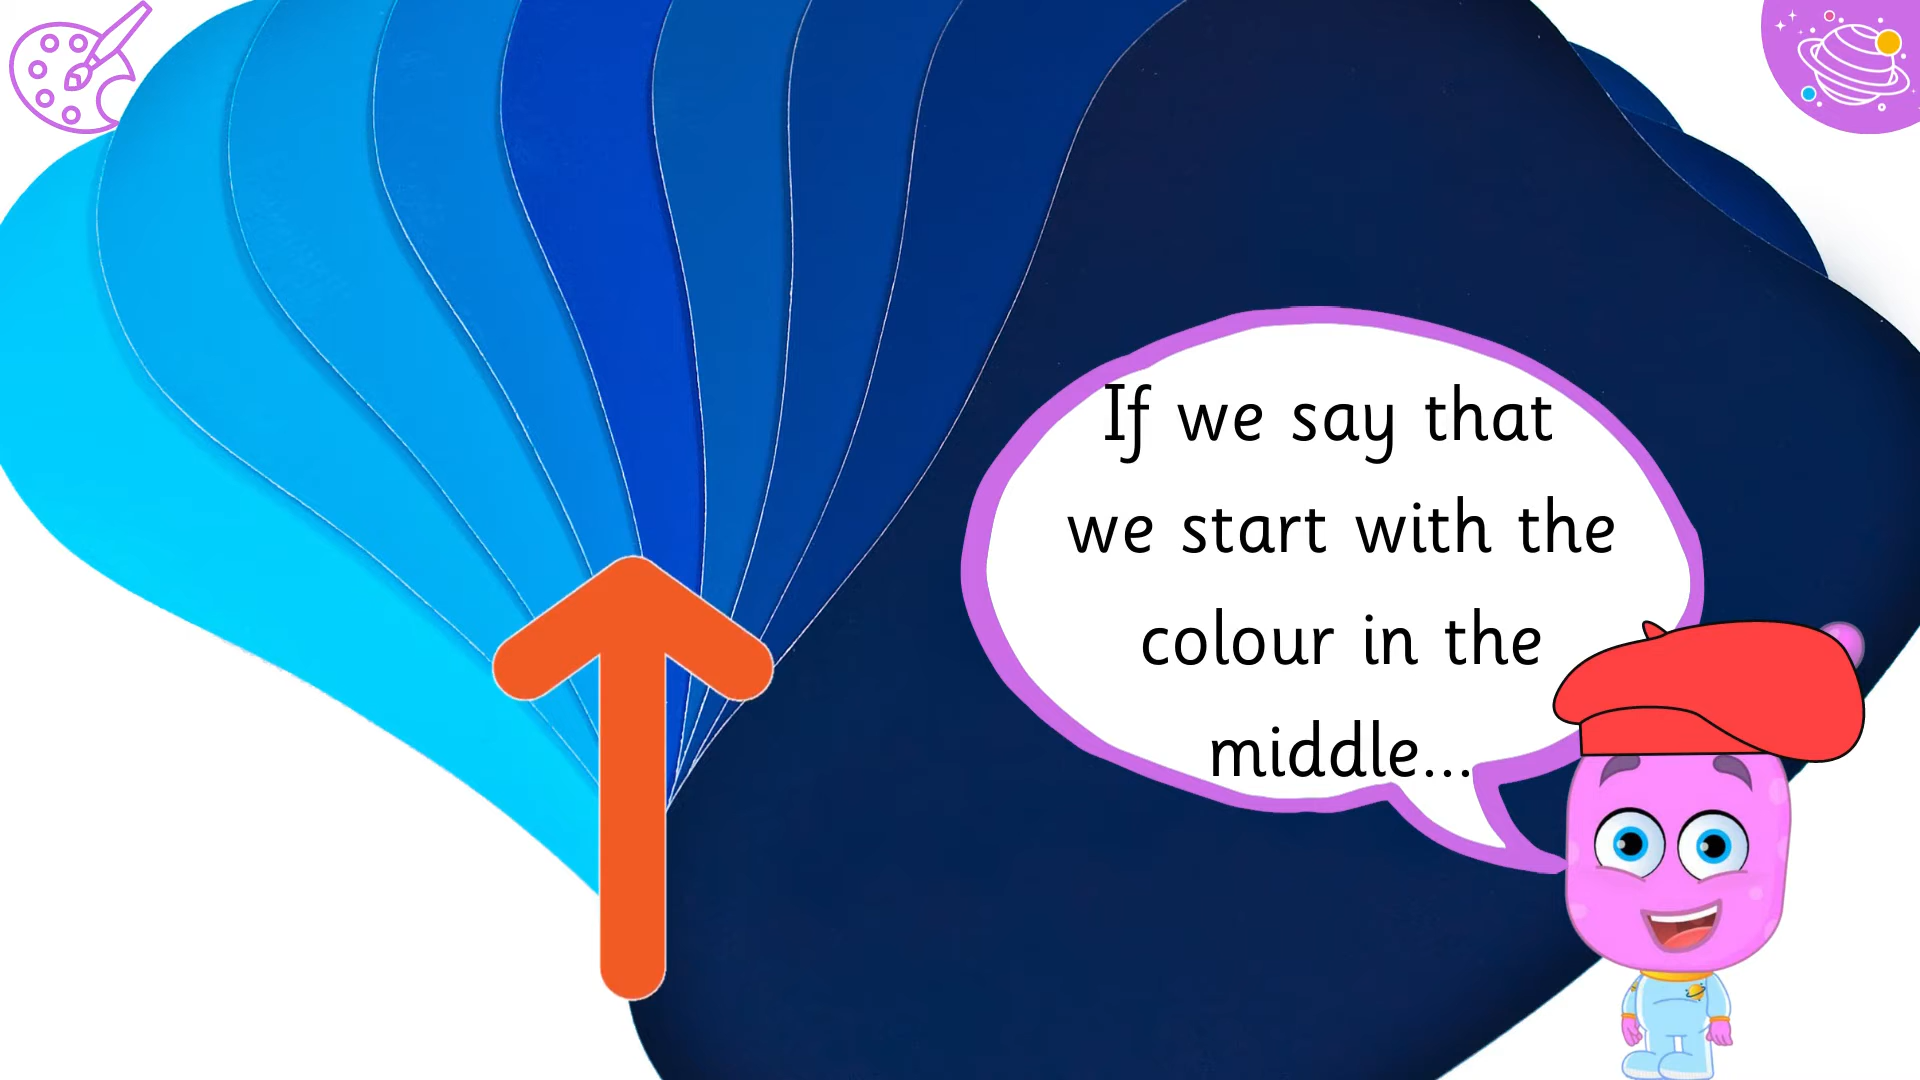 If we say that
we start with the
colour in the
middle...